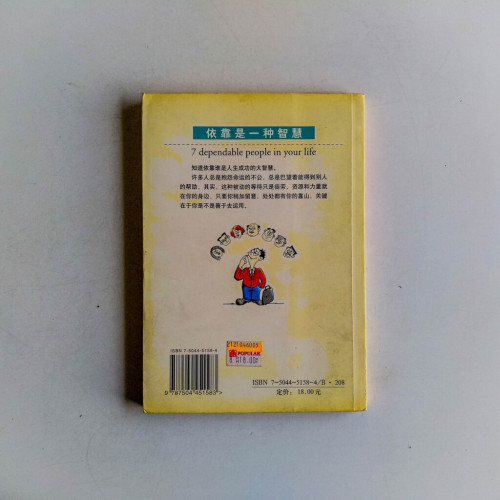 依靠是一种智慧
7 dependable people in your life
知道依靠谁是人生成功的大智慧。
许多人总是抱怨命运的不公，总是巴望着能得到别人
的帮助。其实，这种被动的等待只是徒劳，资源和力量就
在你的身边，只要你稍加留意，处处都有你的靠山，关键
在于你是不是善于去运用。
2121046009
POPULAR
ISBN 7-5044-5158-4
9 787504 451583
ISBN 7-5044-5158-4/B·208
定价：18.00元